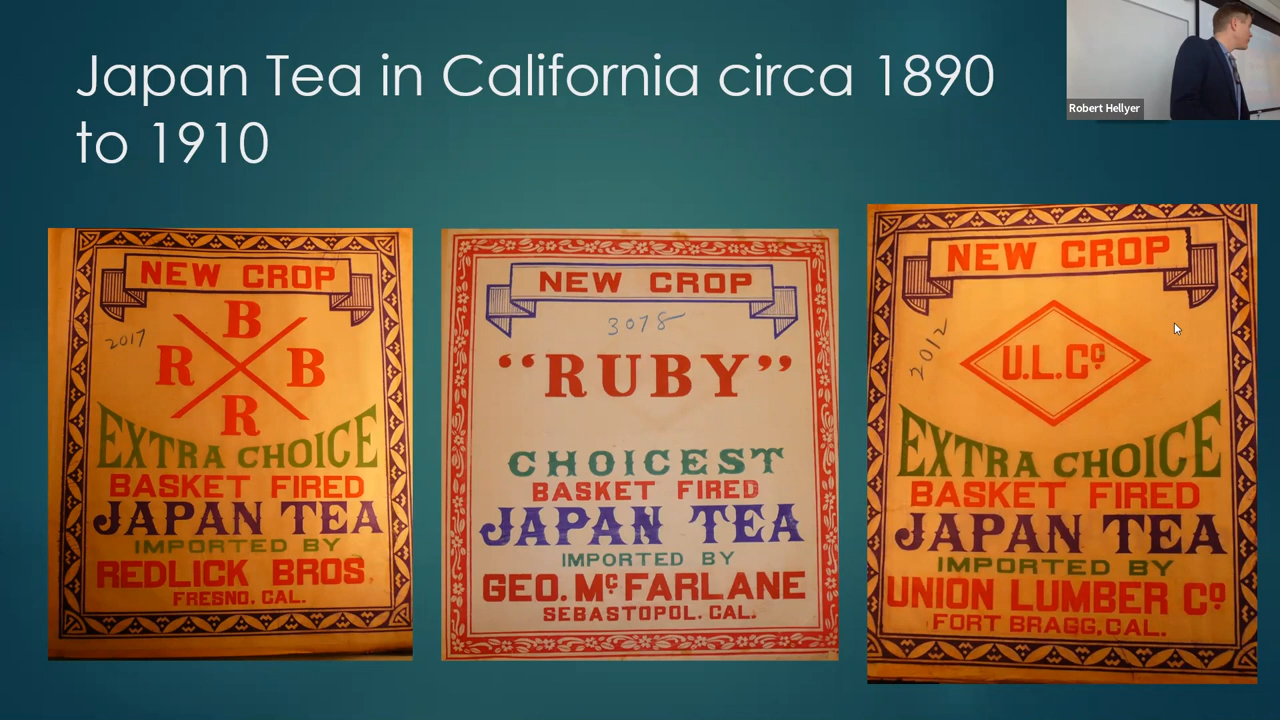 Japan Tea in California circa 1890
to 1910
Robert Hellyer
NEW CROP
2017
B
R B
R
EXTRA CHOICE
BASKET FIRED
JAPAN TEA
IMPORTED BY
REDLICK BROS.
FRESNO. CAL.
NEW CROP
3078
"RUBY"
CHOICEST
BASKET FIRED
JAPAN TEA
IMPORTED BY
GEO. Mc FARLANE
SEBASTOPOL. CAL.
NEW CROP
2012
U.L.Co
EXTRA CHOICE
BASKET FIRED
JAPAN TEA
IMPORTED BY
UNION LUMBER Co
FORT BRAGG, CAL.